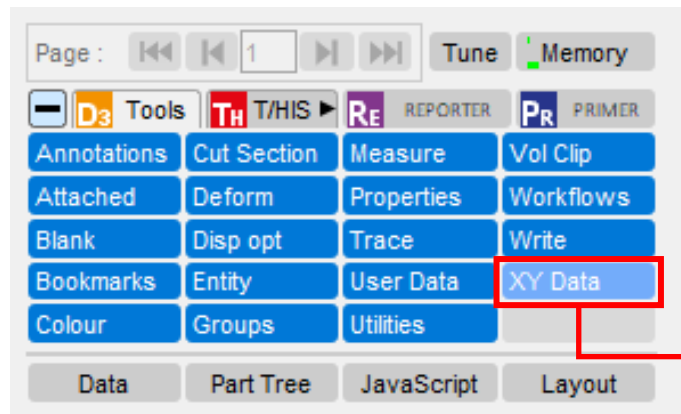 Page : 1 Tune Memory
D3 Tools TH T/HIS RE REPORTER PR PRIMER
Annotations Cut Section Measure Vol Clip
Attached Deform Properties Workflows
Blank Disp opt Trace Write
Bookmarks Entity User Data XY Data
Colour Groups Utilities
Data Part Tree JavaScript Layout